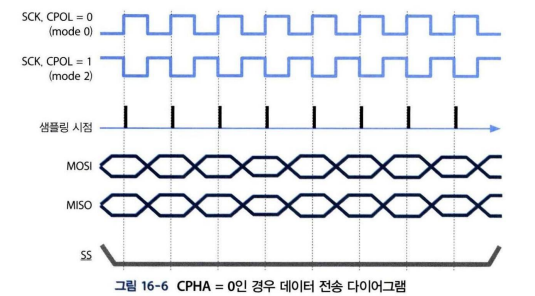 SCK, CPOL = 0
(mode 0)
SCK, CPOL = 1
(mode 2)
샘플링 시점
MOSI
MISO
SS
그림 16-6 CPHA = 0인 경우 데이터 전송 다이어그램